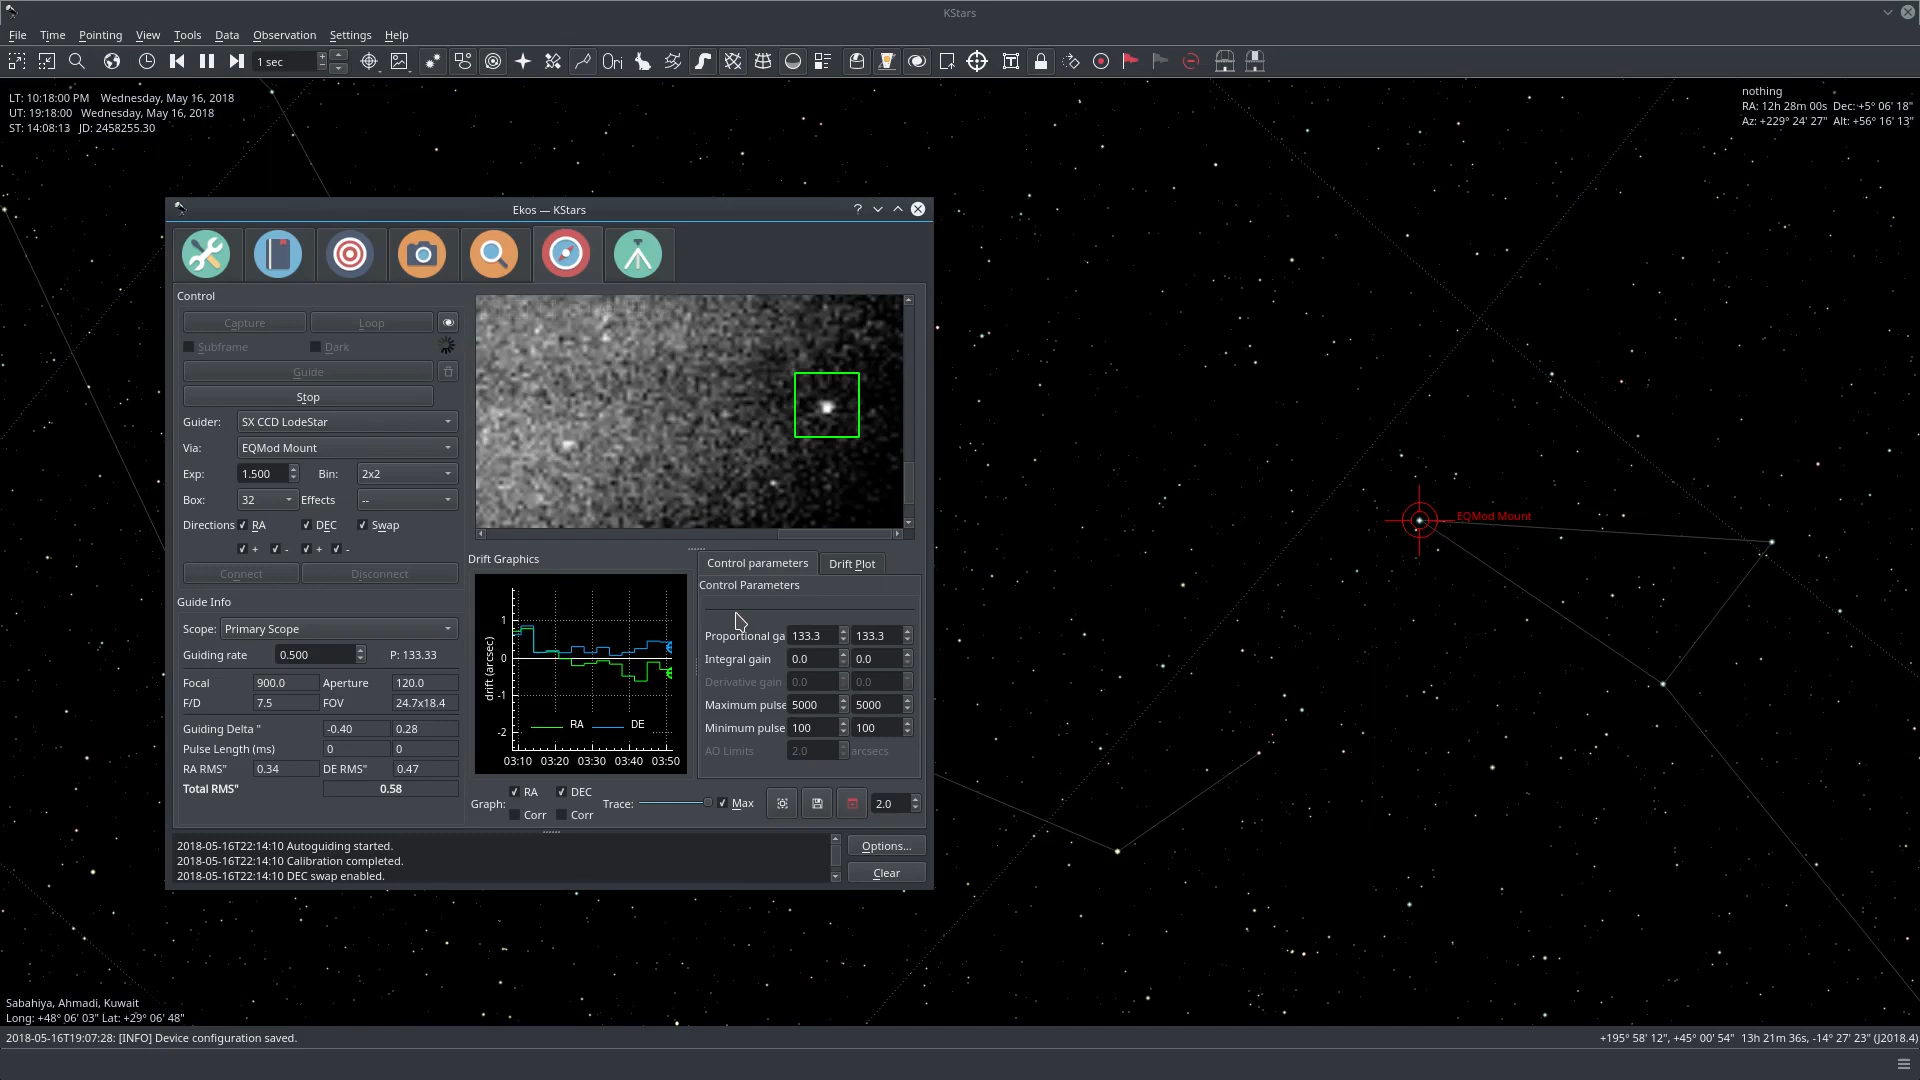 KStars
File Time Pointing View Tools Data Observation Settings Help
1 sec
LT: 10:18:00 PM Wednesday, May 16, 2018
UT: 19:18:00 Wednesday, May 16, 2018
ST: 14:08:13 JD: 2458255.30
nothing
RA: 12h 28m 00s Dec: +5° 06' 18"
Az: +229° 24' 27" Alt: +56° 16' 13"
Ekos — KStars
Control
Capture Loop
Subframe Dark
Guide
Stop
Guider: SX CCD LodeStar
Via: EQMod Mount
Exp: 1.500 Bin: 2x2
Box: 32 Effects --
Directions RA DEC Swap
+ - + -
Connect Disconnect
Guide Info
Scope: Primary Scope
Guiding rate 0.500 P: 133.33
Focal 900.0 Aperture 120.0
F/D 7.5 FOV 24.7x18.4
Guiding Delta " -0.40 0.28
Pulse Length (ms) 0 0
RA RMS" 0.34 DE RMS" 0.47
Total RMS" 0.58
Drift Graphics
drift (arcsec)
1
0
-1
-2
RA DE
03:10 03:20 03:30 03:40 03:50
Control parameters Drift Plot
Control Parameters
Proportional ga 133.3 133.3
Integral gain 0.0 0.0
Derivative gain 0.0 0.0
Maximum pulse 5000 5000
Minimum pulse 100 100
AO Limits 2.0 arcsecs
Graph: RA DEC Trace: Max 2.0
Corr Corr
2018-05-16T22:14:10 Autoguiding started.
2018-05-16T22:14:10 Calibration completed.
2018-05-16T22:14:10 DEC swap enabled.
Options...
Clear
EQMod Mount
Sabahiya, Ahmadi, Kuwait
Long: +48° 06' 03" Lat: +29° 06' 48"
2018-05-16T19:07:28: [INFO] Device configuration saved.
+195° 58' 12", +45° 00' 54" 13h 21m 36s, -14° 27' 23" (J2018.4)